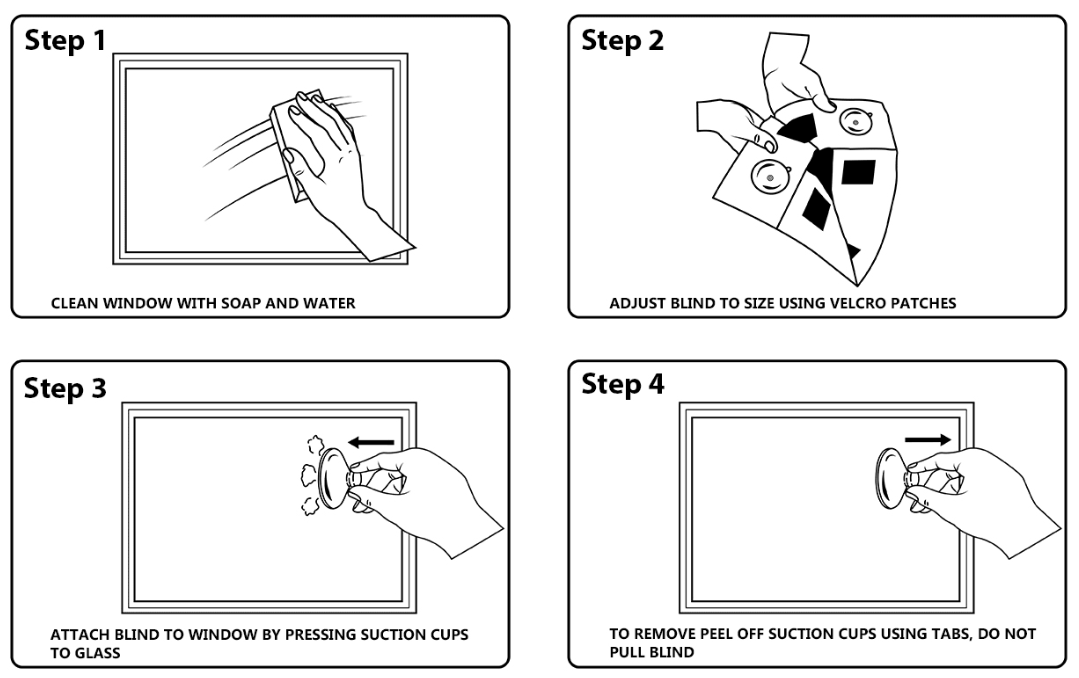 Step 1
CLEAN WINDOW WITH SOAP AND WATER
Step 2
ADJUST BLIND TO SIZE USING VELCRO PATCHES
Step 3
ATTACH BLIND TO WINDOW BY PRESSING SUCTION CUPS
TO GLASS
Step 4
TO REMOVE PEEL OFF SUCTION CUPS USING TABS, DO NOT
PULL BLIND